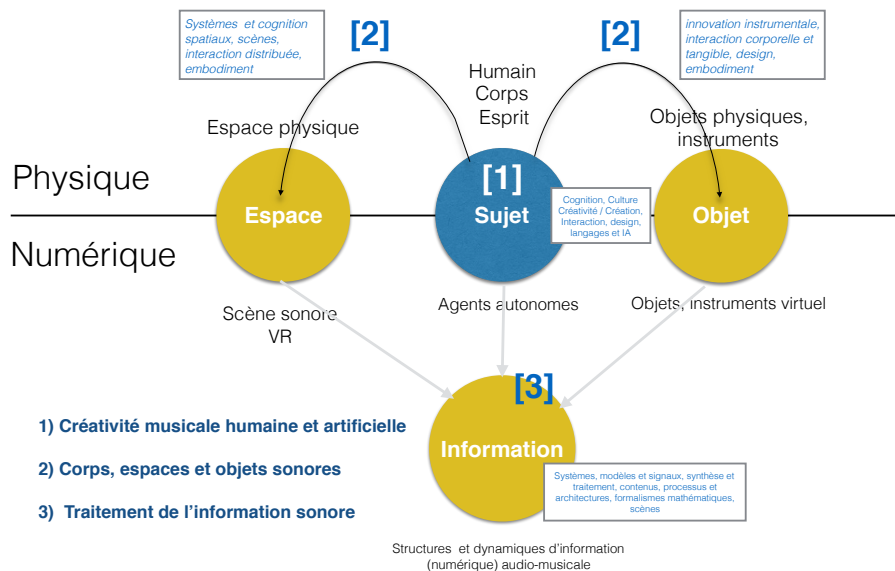 Systèmes et cognition
spatiaux, scènes,
interaction distribuée,
embodiment
[2]
[2]
innovation instrumentale,
interaction corporelle et
tangible, design,
embodiment
Humain
Corps
Esprit
Espace physique
Objets physiques,
instruments
Physique
[1]
Espace
Sujet
Cognition, Culture
Créativité / Création,
Interaction, design,
langages et IA
Objet
Numérique
Scène sonore
VR
Agents autonomes
Objets, instruments virtuel
[3]
1) Créativité musicale humaine et artificielle
2) Corps, espaces et objets sonores
3) Traitement de l'information sonore
Information
Systèmes, modèles et signaux, synthèse et
traitement, contenus, processus et
architectures, formalismes mathématiques,
scènes
Structures et dynamiques d'information
(numérique) audio-musicale